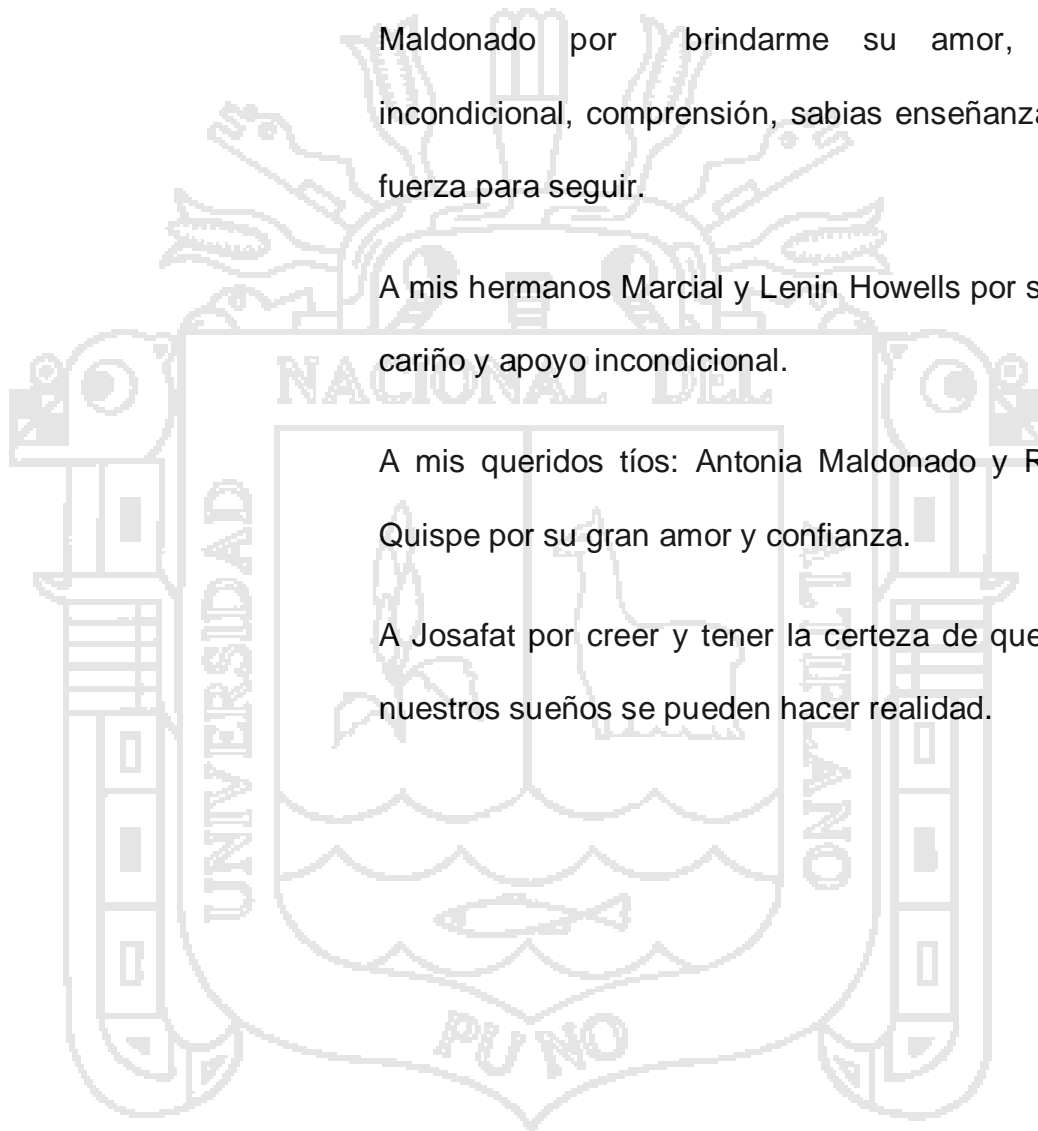 Maldonado por brindarme su amor,
incondicional, comprensión, sabias
fuerza para seguir.
A mis hermanos Marcial y Lenin Howells por
cariño y apoyo incondicional.
NACIONAL DEL
A mis queridos tíos: Antonia Maldonado y
Quispe por su gran amor y confianza.
A Josafat por creer y tener la certeza de que
nuestros sueños se pueden hacer realidad.
UNIVERSIDAD
ALTIPLANO
PUNO